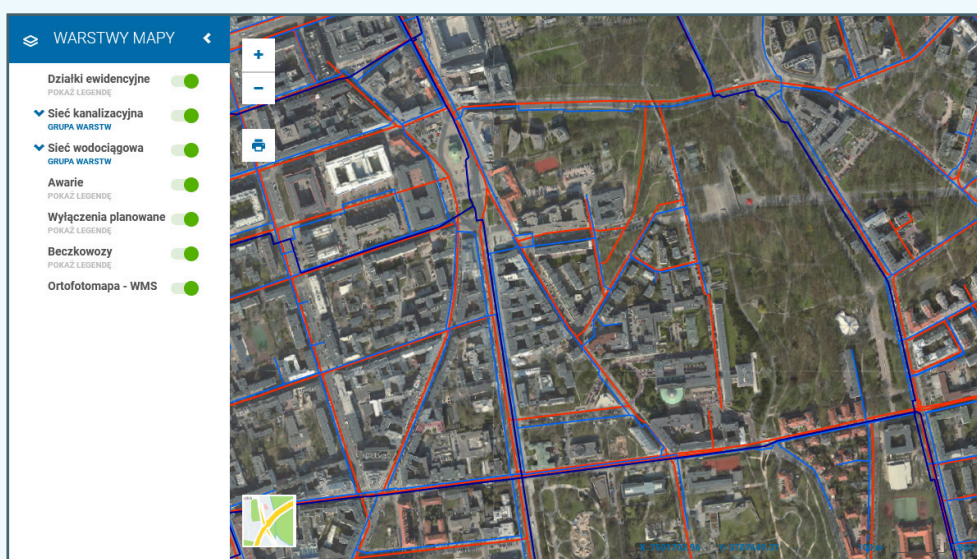 WARSTWY MAPY
Działki ewidencyjne
POKAŻ LEGENDĘ
Sieć kanalizacyjna
GRUPA WARSTW
Sieć wodociągowa
GRUPA WARSTW
Awarie
POKAŻ LEGENDĘ
Wyłączenia planowane
POKAŻ LEGENDĘ
Beczkowozy
POKAŻ LEGENDĘ
Ortofotomapa - WMS
+
−